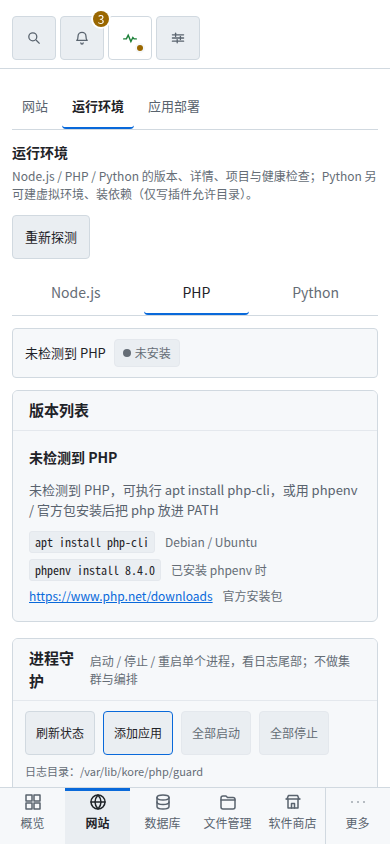 3
网站 运行环境 应用部署
运行环境
Node.js / PHP / Python 的版本、详情、项目与健康检查；Python 另
可建虚拟环境、装依赖（仅写插件允许目录）。
重新探测
Node.js PHP Python
未检测到 PHP 未安装
版本列表
未检测到 PHP
未检测到 PHP，可执行 apt install php-cli，或用 phpenv
/ 官方包安装后把 php 放进 PATH
apt install php-cli Debian / Ubuntu
phpenv install 8.4.0 已安装 phpenv 时
https://www.php.net/downloads 官方安装包
进程守
护
启动 / 停止 / 重启单个进程，看日志尾部；不做集
群与编排
刷新状态 添加应用 全部启动 全部停止
日志目录：/var/lib/kore/php/guard
概览 网站 数据库 文件管理 软件商店 更多